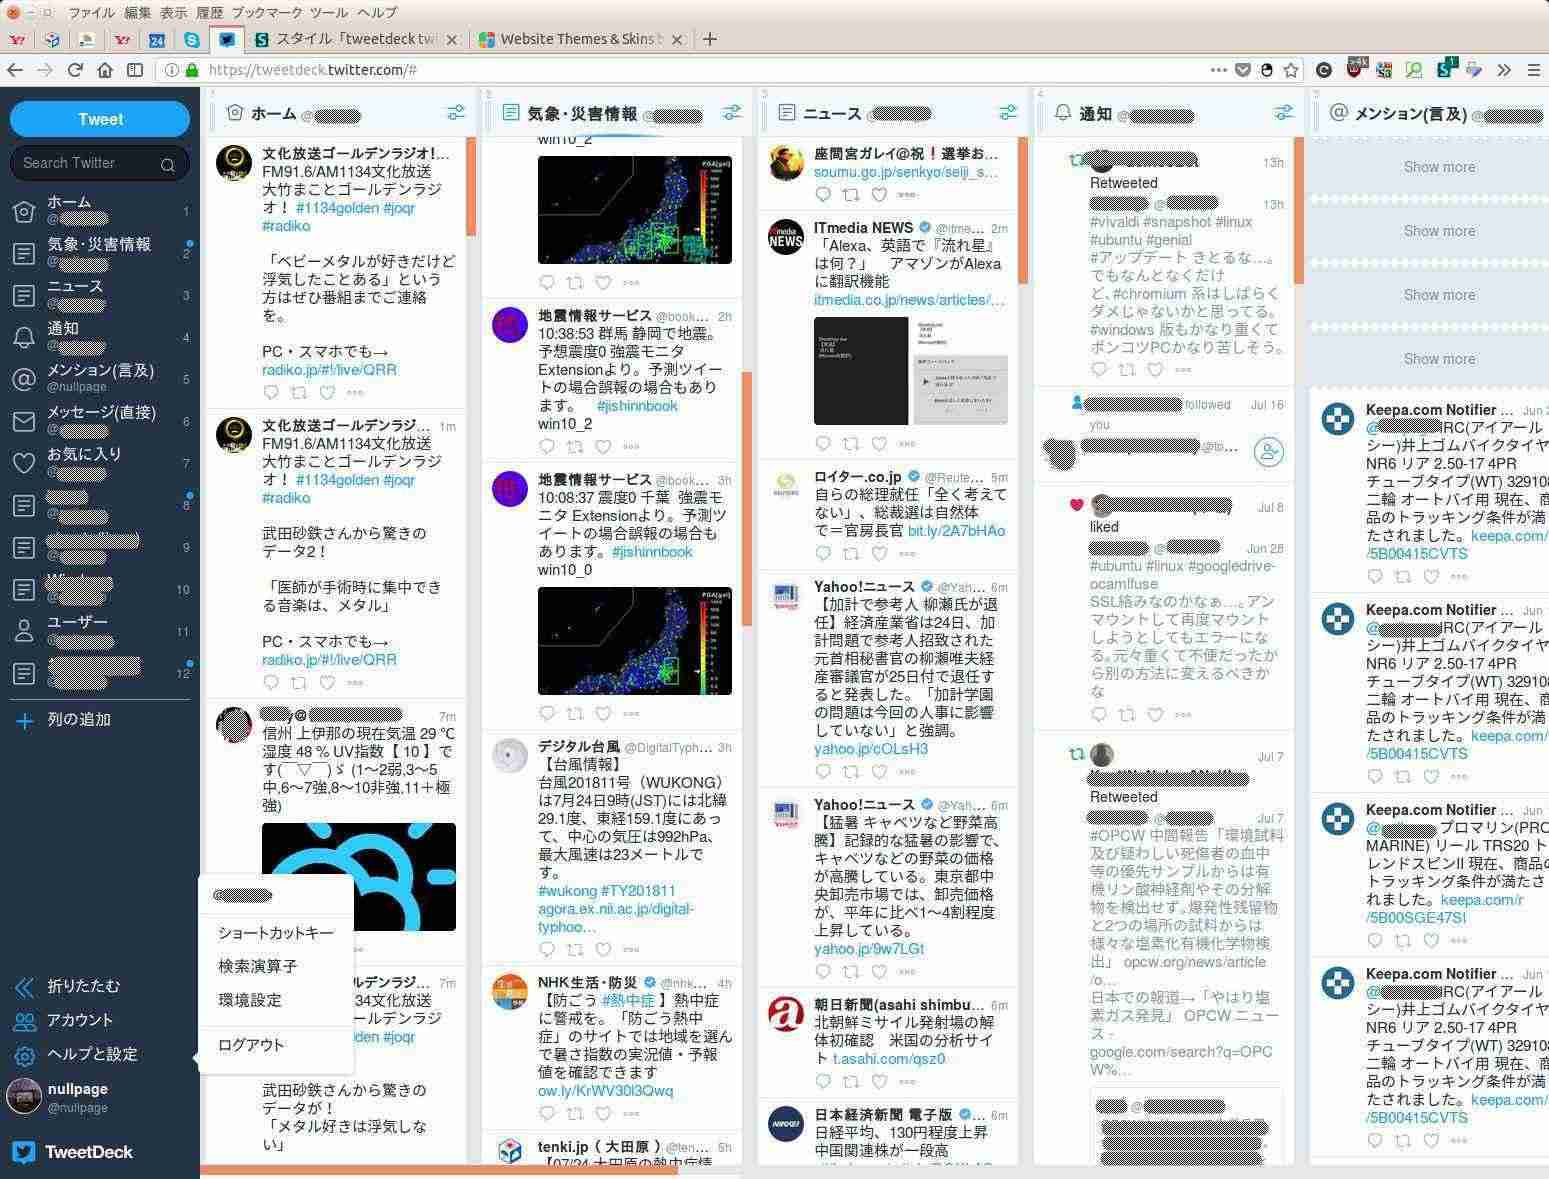 ファイル 編集 表示 履歴 ブックマーク ツール ヘルプ
スタイル「tweetdeck twi
Website Themes & Skins b
https://tweetdeck.twitter.com/#
Tweet
Search Twitter
ホーム
@
1
気象・災害情報
@
2
ニュース
@
3
通知
@
4
メンション(言及)
@nullpage
5
メッセージ(直接)
@
6
お気に入り
@
7
@
8
@
9
@
10
ユーザー
@
11
@
12
列の追加
折りたたむ
アカウント
ヘルプと設定
nullpage
@nullpage
TweetDeck
@
ショートカットキー
検索演算子
環境設定
ログアウト
1
ホーム @
文化放送ゴールデンラジオ!...
FM91.6/AM1134文化放送
大竹まことゴールデンラジ
オ！ #1134golden #joqr
#radiko
「ベビーメタルが好きだけど
浮気したことある」という
方はぜひ番組までご連絡
を。
PC・スマホでも→
radiko.jp/#!/live/QRR
文化放送ゴールデンラジ... 1m
FM91.6/AM1134文化放送
大竹まことゴールデンラジ
オ！ #1134golden #joqr
#radiko
武田砂鉄さんから驚きの
データ2！
「医師が手術時に集中でき
る音楽は、メタル」
PC・スマホでも→
radiko.jp/#!/live/QRR
y@ 7m
信州 上伊那の現在気温 29 ℃
湿度 48 % UV指数【 10 】で
す(￣▽￣)ゞ (1〜2弱,3〜5
中,6〜7強,8〜10非強,11＋極
強)
ールデンラジ... 7m
34文化放送
ールデンラジ
lden #joqr
武田砂鉄さんから驚きの
データが！
「メタル好きは浮気しな
い」
2
気象・災害情報 @
win10_2
PGA(gal)
地震情報サービス @book... 2h
10:38:53 群馬 静岡で地震。
予想震度0 強震モニタ
Extensionより。予測ツイー
トの場合誤報の場合もあり
ます。 #jishinnbook
win10_2
地震情報サービス @book... 3h
10:08:37 震度0 千葉 強震モ
ニタ Extensionより。予測ツ
イートの場合誤報の場合も
あります。#jishinnbook
win10_0
PGA(gal)
デジタル台風 @DigitalTyph... 3h
【台風情報】
台風201811号（WUKONG）
は7月24日9時(JST)には北緯
29.1度、東経159.1度にあっ
て、中心の気圧は992hPa、
最大風速は23メートルで
す。
#wukong #TY201811
agora.ex.nii.ac.jp/digital-
typhoo...
NHK生活・防災 @nhk... 4h
【防ごう #熱中症 】熱中症
に警戒を。「防ごう熱中
症」のサイトでは地域を選ん
で暑さ指数の実況値・予報
値を確認できます
ow.ly/KrWV30l3Qwq
tenki.jp（ 大田原 ）@ten... 5h
【07/24 大田原の熱中症情
3
ニュース @
座間宮ガレイ@祝❗選挙お...
soumu.go.jp/senkyo/seiji_s...
ITmedia NEWS @itme... 2m
「Alexa、英語で『流れ星』
は何？」 アマゾンがAlexa
に翻訳機能
itmedia.co.jp/news/articles/...
ロイター.co.jp @Reute... 5m
自らの総理就任「全く考えて
ない」、総裁選は自然体
で＝官房長官 bit.ly/2A7bHAo
Yahoo!ニュース @Yah... 6m
【加計で参考人 柳瀬氏が退
任】経済産業省は24日、加
計問題で参考人招致された
元首相秘書官の柳瀬唯夫経
産審議官が25日付で退任す
ると発表した。「加計学園
の問題は今回の人事に影響
していない」と強調。
yahoo.jp/cOLsH3
Yahoo!ニュース @Yah... 6m
【猛暑 キャベツなど野菜高
騰】記録的な猛暑の影響で、
キャベツなどの野菜の価格
が高騰している。東京都中
央卸売市場では、卸売価格
が、平年に比べ1〜4割程度
上昇している。
yahoo.jp/9w7LGt
朝日新聞(asahi shimbu... 6m
北朝鮮ミサイル発射場の解
体初確認 米国の分析サイ
ト t.asahi.com/qsz0
日本経済新聞 電子版 ... 6m
日経平均、130円程度上昇
中国関連株が一段高
4
通知 @
13h
Retweeted
@ 13h
#vivaldi #snapshot #linux
#ubuntu #genial
#アップデート きとるな…。
でもなんとなくだけ
ど、#chromium 系はしばらく
ダメじゃないかと思ってる。
#windows 版もかなり重くて
ポンコツPCかなり苦しそう。
followed Jul 16
you
@to...
Jul 8
liked
@ Jun 28
#ubuntu #linux #googledrive-
ocamlfuse
SSL絡みなのかなぁ…。アン
マウントして再度マウント
しようとしてもエラーにな
る。元々重くて不便だったか
ら別の方法に変えるべきか
な
Jul 7
Retweeted
@ Jul 7
#OPCW 中間報告「環境試料
及び疑わしい死傷者の血中
等の優先サンプルからは有
機リン酸神経剤やその分解
物を検出せず｡爆発性残留物
と2つの場所の試料からは
様々な塩素化有機化学物検
出」 opcw.org/news/article
/o...
日本での報道→「やはり塩
素ガス発見」 OPCW ニュー
ス -
google.com/search?q=OPC
W%...
@
5
メンション(言及) @
Show more
Show more
Show more
Show more
Keepa.com Notifier ...
@ IRC(アイアール
シー)井上ゴムバイクタイヤ
NR6 リア 2.50-17 4PR
チューブタイプ(WT) 329108
二輪 オートバイ用 現在、商
品のトラッキング条件が満
たされました。keepa.com/
/5B00415CVTS
Keepa.com Notifier ...
@ IRC(アイアール
シー)井上ゴムバイクタイヤ
NR6 リア 2.50-17 4PR
チューブタイプ(WT) 329108
二輪 オートバイ用 現在、商
品のトラッキング条件が満
たされました。keepa.com/
/5B00415CVTS
Keepa.com Notifier ...
@ プロマリン(PRO
MARINE) リール TRS20 ト
レンドスピンII 現在、商品の
トラッキング条件が満たさ
れました。keepa.com/r
/5B00SGE47SI
Keepa.com Notifier ...
@ IRC(アイアール
シー)井上ゴムバイクタイヤ
NR6 リア 2.50-17 4PR
チューブタイプ(WT) 329108
二輪 オートバイ用 現在、商
品のトラッキング条件が満
たされました。keepa.com/
/5B00415CVTS